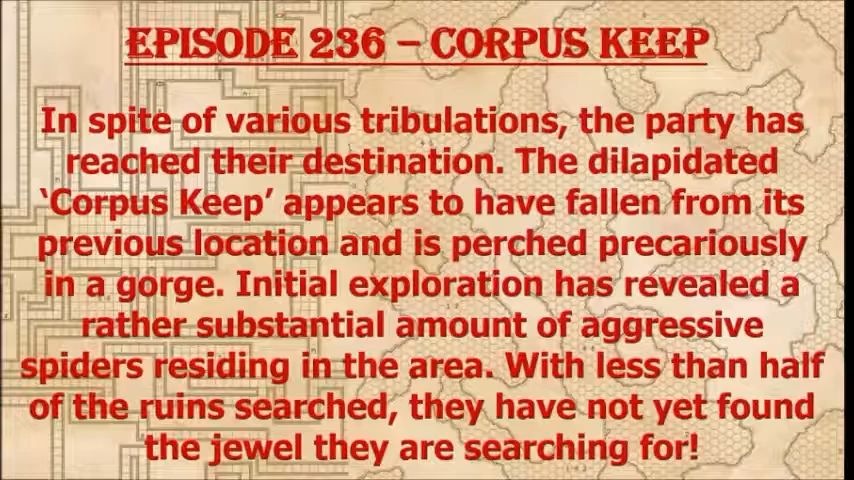 EPISODE 236 – CORPUS KEEP
In spite of various tribulations, the party has
reached their destination. The dilapidated
‘Corpus Keep’ appears to have fallen from its
previous location and is perched precariously
in a gorge. Initial exploration has revealed a
rather substantial amount of aggressive
spiders residing in the area. With less than half
of the ruins searched, they have not yet found
the jewel they are searching for!